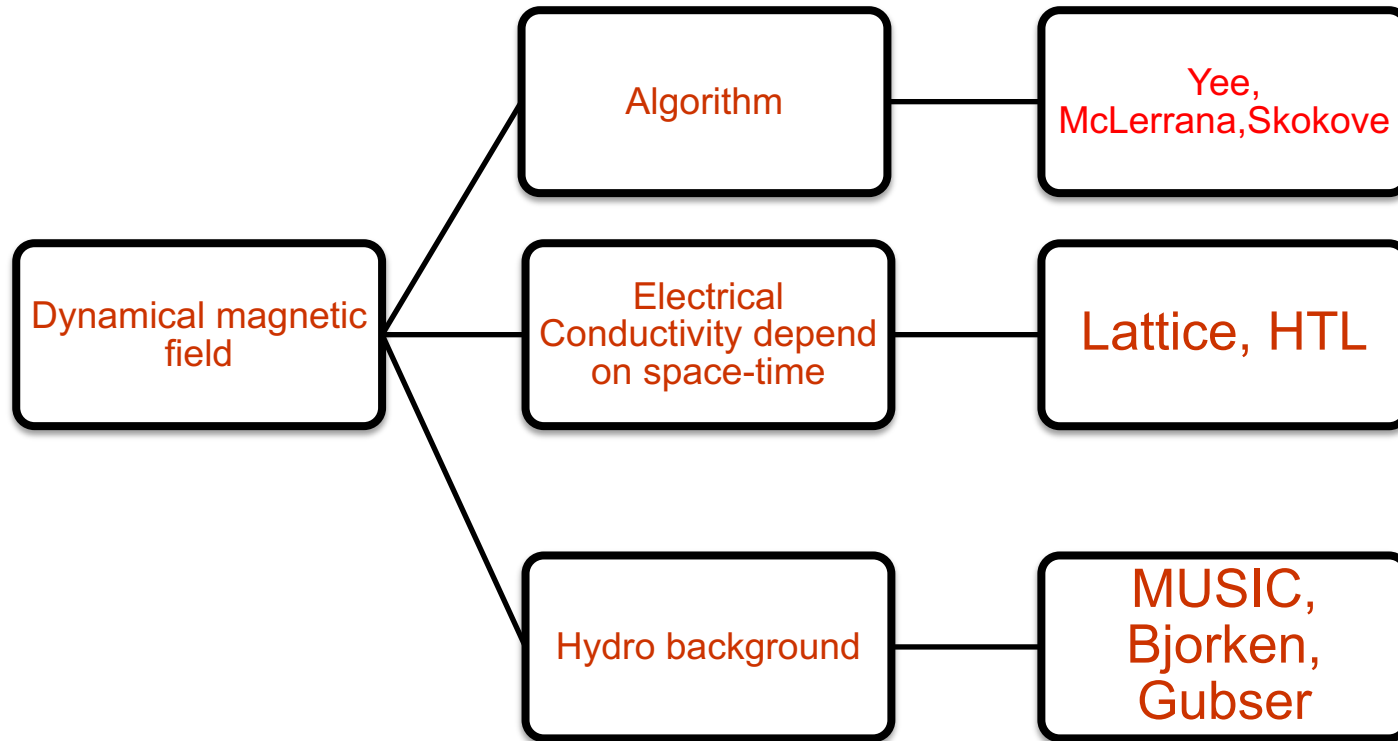 Algorithm
Yee,
McLerrana,Skokove
Dynamical magnetic
field
Electrical
Conductivity depend
on space-time
Lattice, HTL
Hydro background
MUSIC,
Bjorken,
Gubser